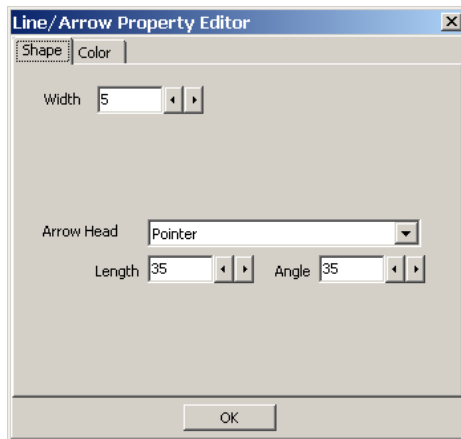 Line/Arrow Property Editor
Shape Color
Width 5
Arrow Head Pointer
Length 35 Angle 35
OK